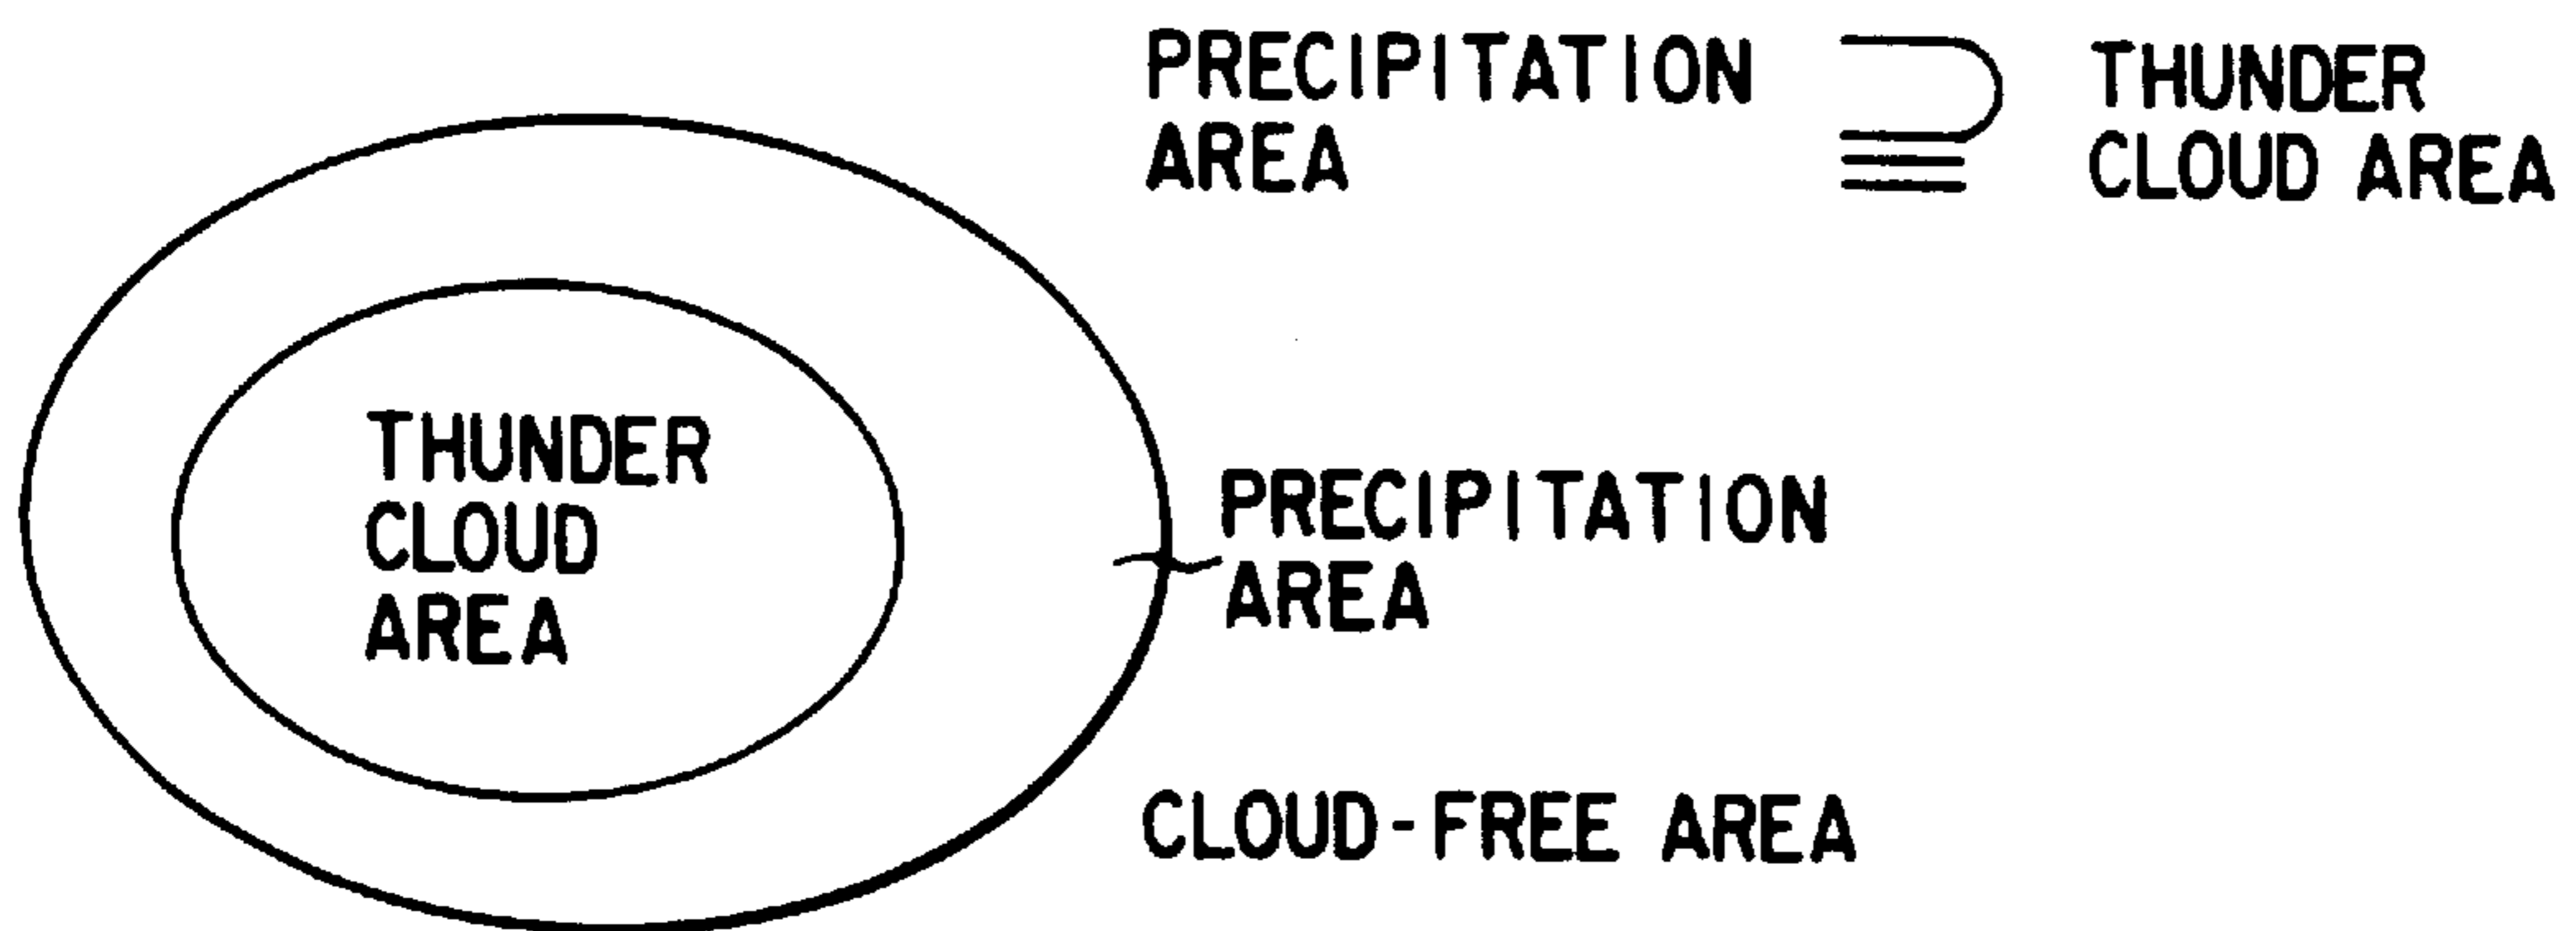 PRECIPITATION
AREA
⊇
THUNDER
CLOUD AREA
THUNDER
CLOUD
AREA
PRECIPITATION
AREA
CLOUD-FREE AREA